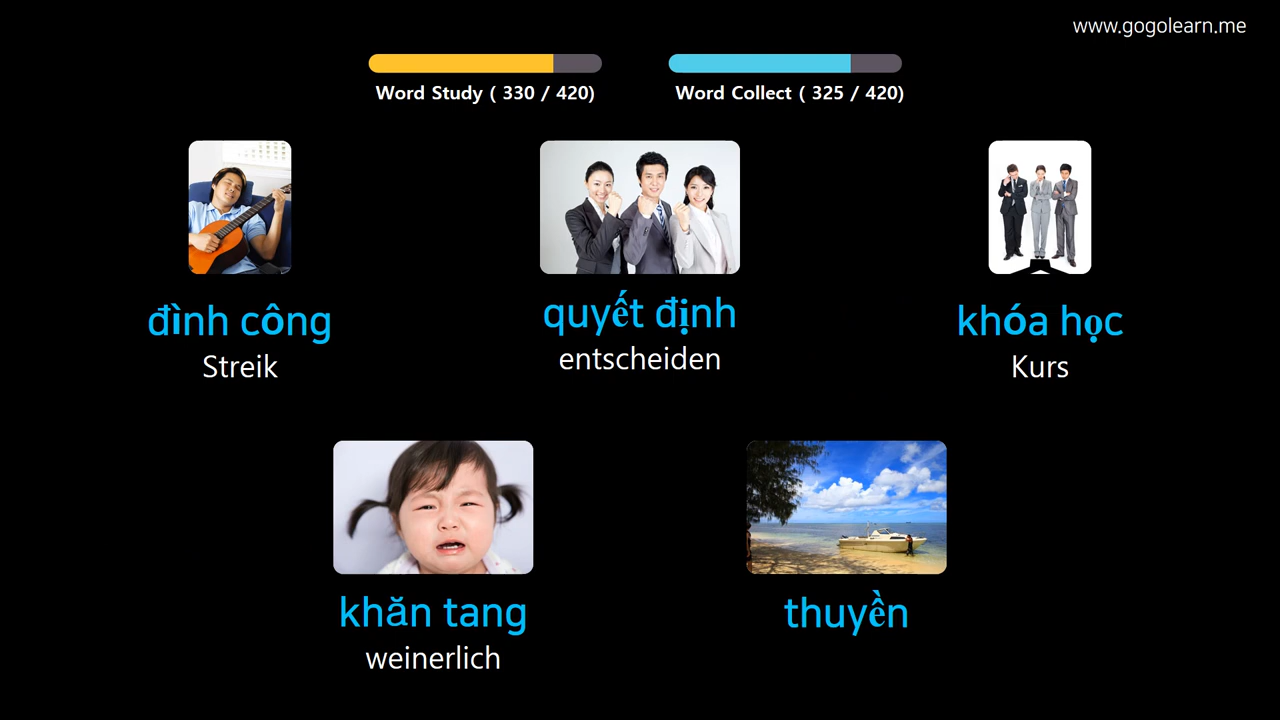 www.gogolearn.me
Word Study ( 330 / 420)
Word Collect ( 325 / 420)
đình công
Streik
quyết định
entscheiden
khóa học
Kurs
khăn tang
weinerlich
thuyền